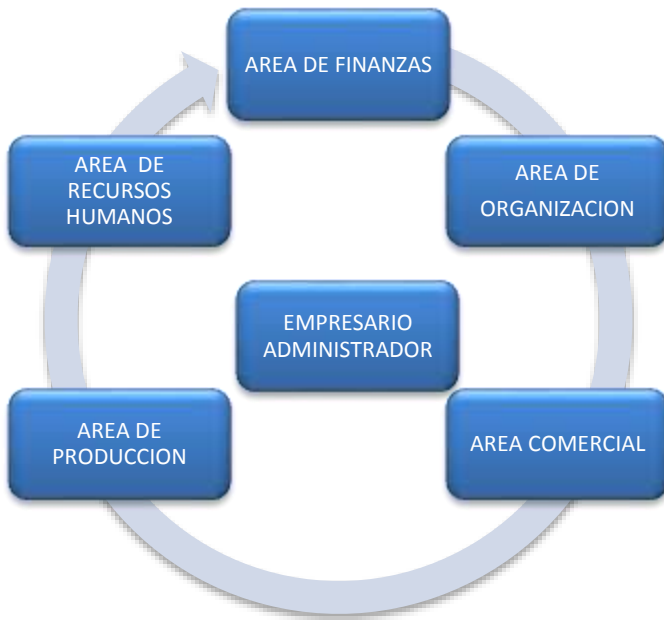 AREA DE FINANZAS
AREA DE
ORGANIZACION
AREA COMERCIAL
AREA DE
PRODUCCION
AREA DE
RECURSOS
HUMANOS
EMPRESARIO
ADMINISTRADOR